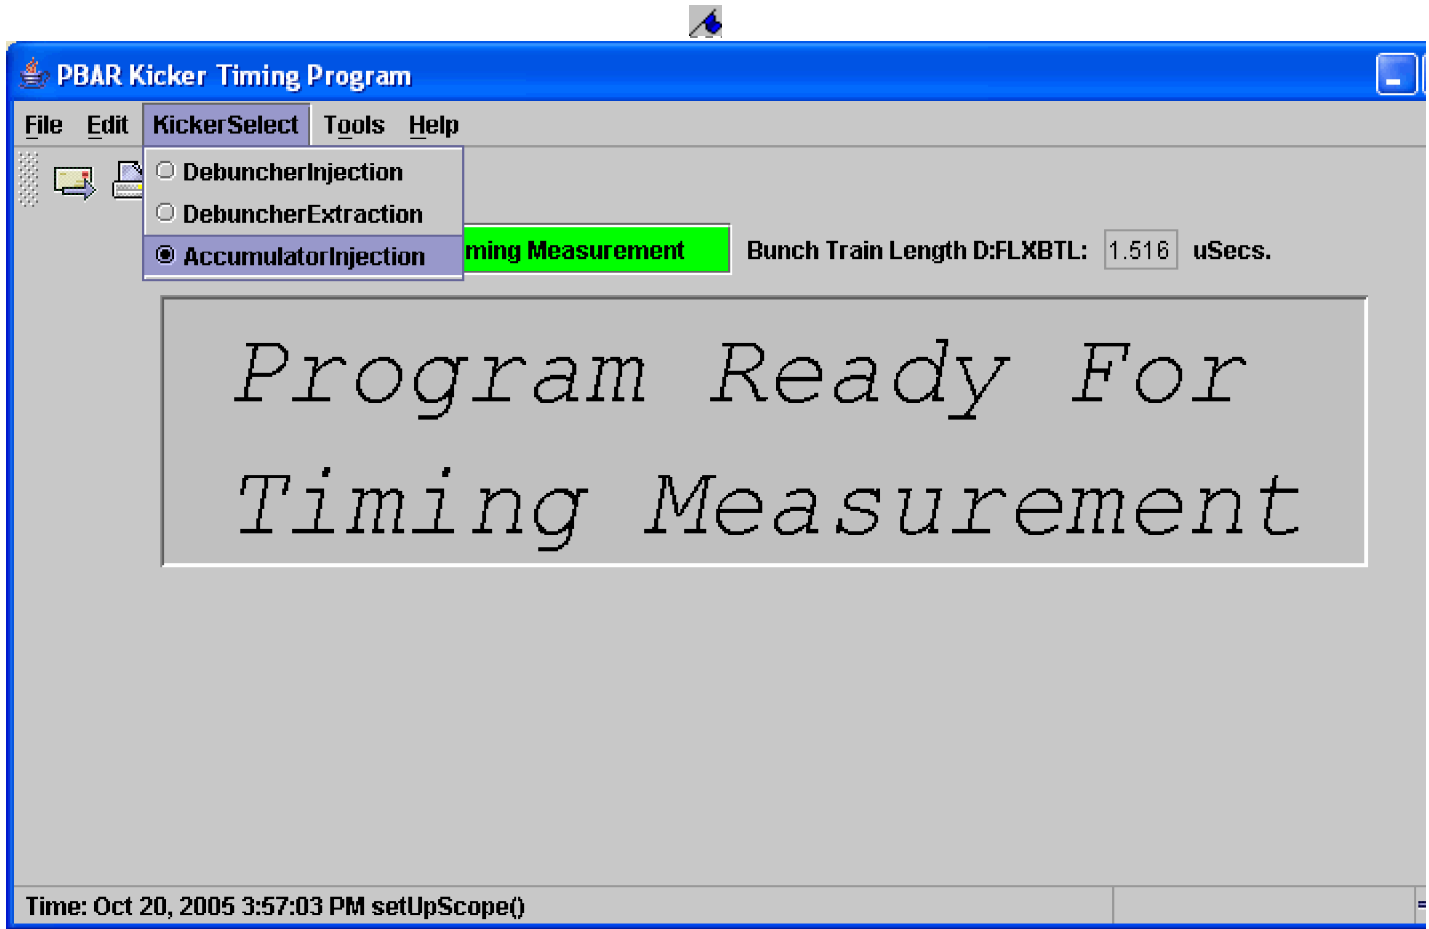 PBAR Kicker Timing Program
File Edit KickerSelect Tools Help
DebuncherInjection
DebuncherExtraction
AccumulatorInjection
ming Measurement Bunch Train Length D:FLXBTL: 1.516 uSecs.
Program Ready For
Timing Measurement
Time: Oct 20, 2005 3:57:03 PM setUpScope()